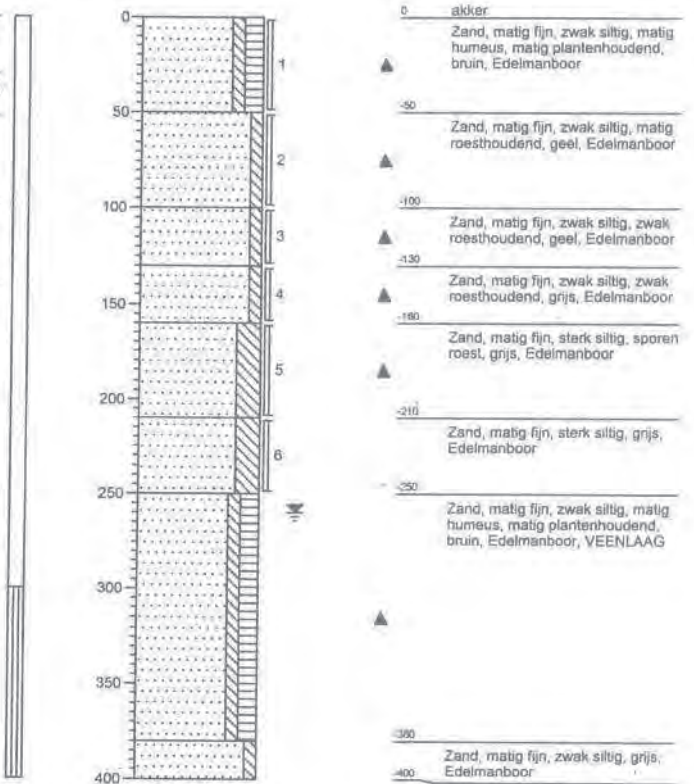 0
50
100
150
200
250
300
350
400
1
2
3
4
5
6
0 akker
Zand, matig fijn, zwak siltig, matig
humeus, matig plantenhoudend,
bruin, Edelmanboor
-50
Zand, matig fijn, zwak siltig, matig
roesthoudend, geel, Edelmanboor
-100
Zand, matig fijn, zwak siltig, zwak
roesthoudend, geel, Edelmanboor
-130
Zand, matig fijn, zwak siltig, zwak
roesthoudend, grijs, Edelmanboor
-160
Zand, matig fijn, sterk siltig, sporen
roest, grijs, Edelmanboor
-210
Zand, matig fijn, sterk siltig, grijs,
Edelmanboor
-250
Zand, matig fijn, zwak siltig, matig
humeus, matig plantenhoudend,
bruin, Edelmanboor, VEENLAAG
-380
Zand, matig fijn, zwak siltig, grijs,
Edelmanboor
-400